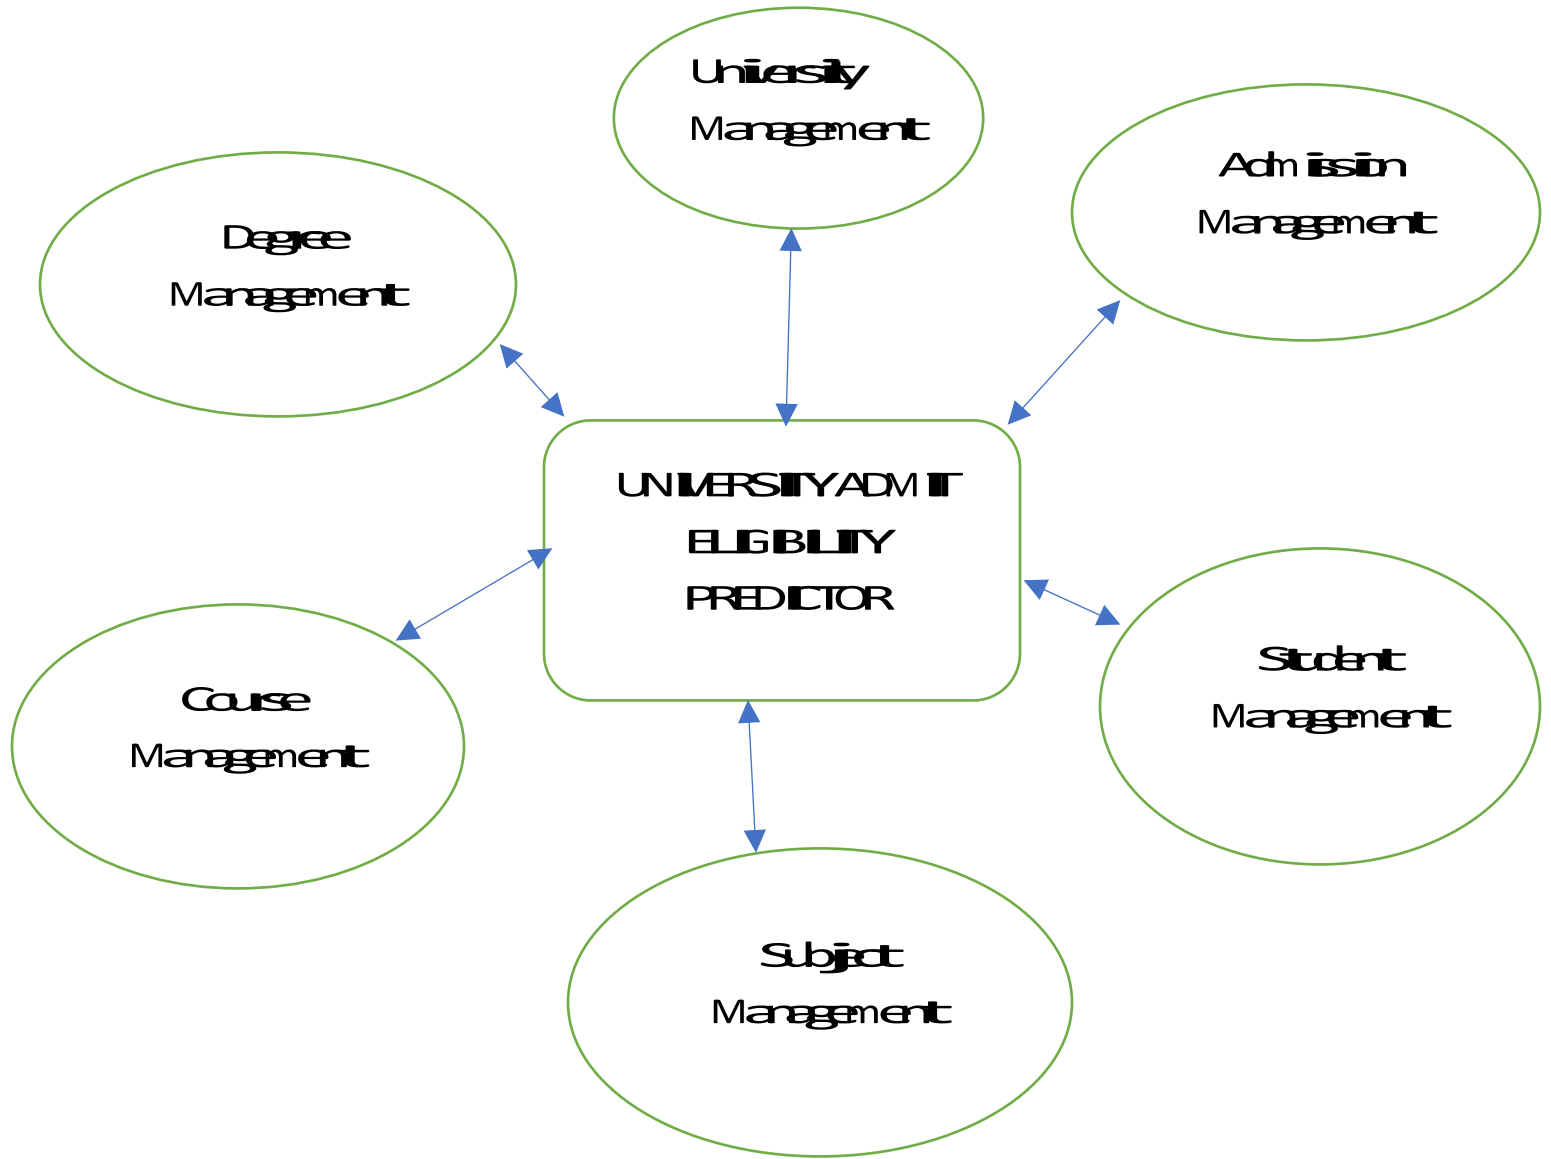 University
Management
Admission
Management
Degree
Management
UNIVERSITY ADMIT
ELIGIBILITY
PREDICTOR
Student
Management
Course
Management
Subject
Management